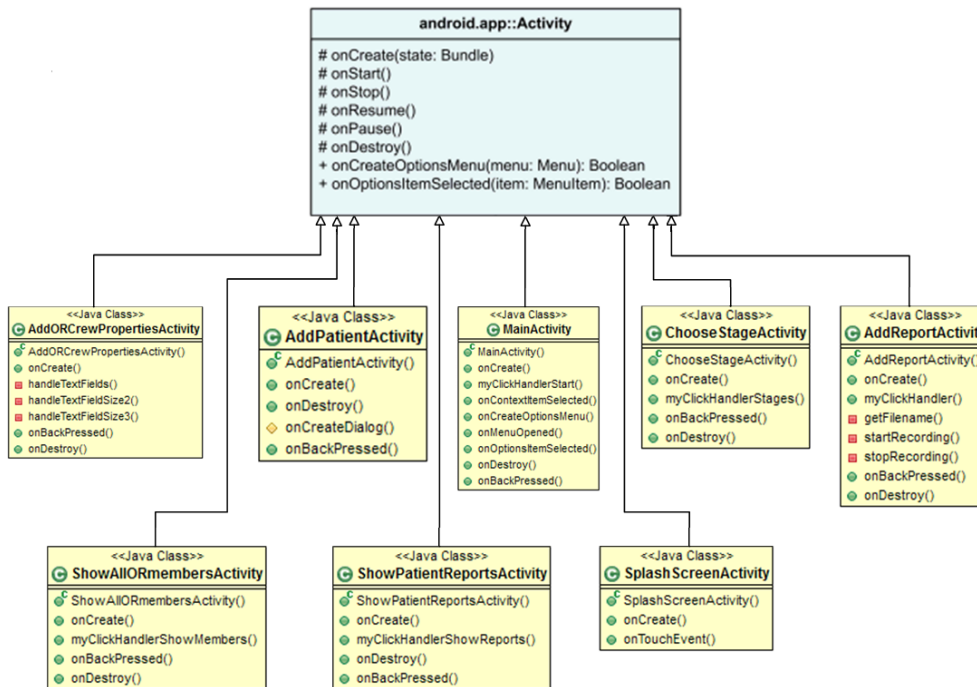 android.app::Activity
# onCreate(state: Bundle)
# onStart()
# onStop()
# onResume()
# onPause()
# onDestroy()
+ onCreateOptionsMenu(menu: Menu): Boolean
+ onOptionsItemSelected(item: MenuItem): Boolean
<<Java Class>>
AddORCrewPropertiesActivity
AddORCrewPropertiesActivity()
onCreate()
handleTextFields()
handleTextFieldSize2()
handleTextFieldSize3()
onBackPressed()
onDestroy()
<<Java Class>>
AddPatientActivity
AddPatientActivity()
onCreate()
onDestroy()
onCreateDialog()
onBackPressed()
<<Java Class>>
MainActivity
MainActivity()
onCreate()
myClickHandlerStart()
onContextItemSelected()
onCreateOptionsMenu()
onMenuOpened()
onOptionsItemSelected()
onDestroy()
onBackPressed()
<<Java Class>>
ChooseStageActivity
ChooseStageActivity()
onCreate()
myClickHandlerStages()
onBackPressed()
onDestroy()
<<Java Class>>
AddReportActivity
AddReportActivity()
onCreate()
myClickHandler()
getFilename()
startRecording()
stopRecording()
onBackPressed()
onDestroy()
<<Java Class>>
ShowAllORmembersActivity
ShowAllORmembersActivity()
onCreate()
myClickHandlerShowMembers()
onBackPressed()
onDestroy()
<<Java Class>>
ShowPatientReportsActivity
ShowPatientReportsActivity()
onCreate()
myClickHandlerShowReports()
onDestroy()
onBackPressed()
<<Java Class>>
SplashScreenActivity
SplashScreenActivity()
onCreate()
onTouchEvent()